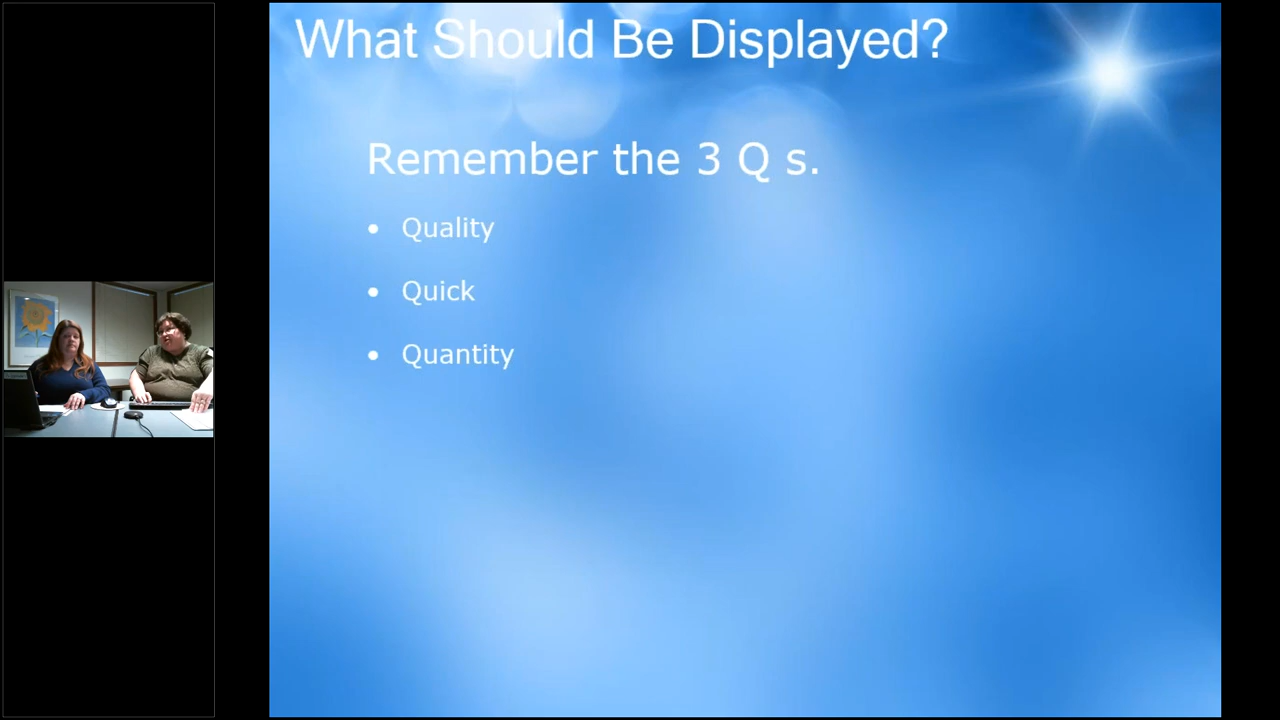 What Should Be Displayed?
Remember the 3 Q s.
• Quality
• Quick
• Quantity